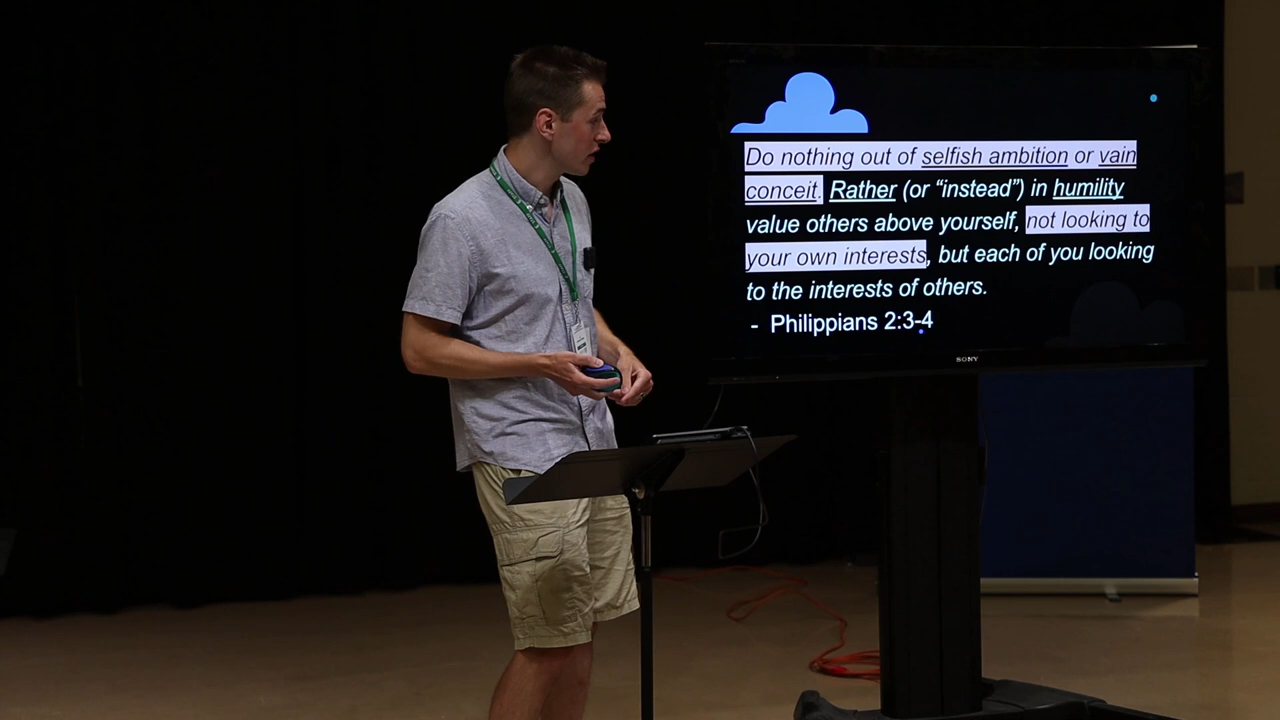 Do nothing out of selfish ambition or vain
conceit. Rather (or “instead”) in humility
value others above yourself, not looking to
your own interests, but each of you looking
to the interests of others.
- Philippians 2:3-4
SONY